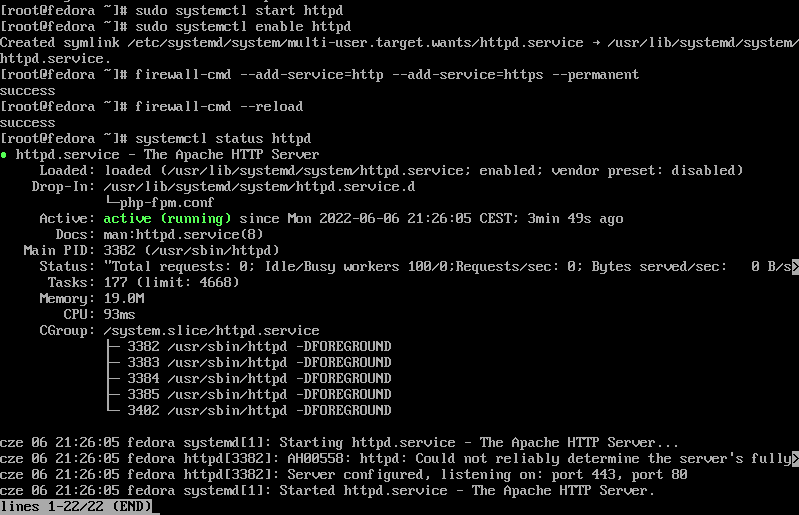 [root@fedora ~]# sudo systemctl start httpd
[root@fedora ~]# sudo systemctl enable httpd
Created symlink /etc/systemd/system/multi-user.target.wants/httpd.service → /usr/lib/systemd/system/
httpd.service.
[root@fedora ~]# firewall-cmd --add-service=http --add-service=https --permanent
success
[root@fedora ~]# firewall-cmd --reload
success
[root@fedora ~]# systemctl status httpd
● httpd.service - The Apache HTTP Server
     Loaded: loaded (/usr/lib/systemd/system/httpd.service; enabled; vendor preset: disabled)
    Drop-In: /usr/lib/systemd/system/httpd.service.d
             └─php-fpm.conf
     Active: active (running) since Mon 2022-06-06 21:26:05 CEST; 3min 49s ago
       Docs: man:httpd.service(8)
   Main PID: 3382 (/usr/sbin/httpd)
     Status: "Total requests: 0; Idle/Busy workers 100/0;Requests/sec: 0; Bytes served/sec:   0 B/s>
      Tasks: 177 (limit: 4668)
     Memory: 19.0M
        CPU: 93ms
     CGroup: /system.slice/httpd.service
             ├─ 3382 /usr/sbin/httpd -DFOREGROUND
             ├─ 3383 /usr/sbin/httpd -DFOREGROUND
             ├─ 3384 /usr/sbin/httpd -DFOREGROUND
             ├─ 3385 /usr/sbin/httpd -DFOREGROUND
             └─ 3402 /usr/sbin/httpd -DFOREGROUND
cze 06 21:26:05 fedora systemd[1]: Starting httpd.service - The Apache HTTP Server...
cze 06 21:26:05 fedora httpd[3382]: AH00558: httpd: Could not reliably determine the server's fully>
cze 06 21:26:05 fedora httpd[3382]: Server configured, listening on: port 443, port 80
cze 06 21:26:05 fedora systemd[1]: Started httpd.service - The Apache HTTP Server.
lines 1-22/22 (END)